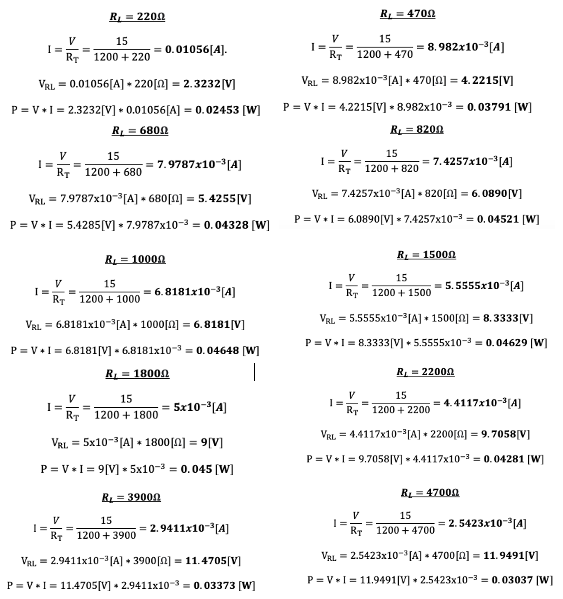 R_L = 220Ω
I = V/R_T = 15/(1200 + 220) = 0.01056[A].
V_RL = 0.01056[A] ∗ 220[Ω] = 2.3232[V]
P = V ∗ I = 2.3232[V] ∗ 0.01056[A] = 0.02453 [W]
R_L = 680Ω
I = V/R_T = 15/(1200 + 680) = 7.9787x10⁻³[A]
V_RL = 7.9787x10⁻³[A] ∗ 680[Ω] = 5.4255[V]
P = V ∗ I = 5.4285[V] ∗ 7.9787x10⁻³ = 0.04328 [W]
R_L = 1000Ω
I = V/R_T = 15/(1200 + 1000) = 6.8181x10⁻³[A]
V_RL = 6.8181x10⁻³[A] ∗ 1000[Ω] = 6.8181[V]
P = V ∗ I = 6.8181[V] ∗ 6.8181x10⁻³ = 0.04648 [W]
R_L = 1800Ω
I = V/R_T = 15/(1200 + 1800) = 5x10⁻³[A]
V_RL = 5x10⁻³[A] ∗ 1800[Ω] = 9[V]
P = V ∗ I = 9[V] ∗ 5x10⁻³ = 0.045 [W]
R_L = 3900Ω
I = V/R_T = 15/(1200 + 3900) = 2.9411x10⁻³[A]
V_RL = 2.9411x10⁻³[A] ∗ 3900[Ω] = 11.4705[V]
P = V ∗ I = 11.4705[V] ∗ 2.9411x10⁻³ = 0.03373 [W]
R_L = 470Ω
I = V/R_T = 15/(1200 + 470) = 8.982x10⁻³[A]
V_RL = 8.982x10⁻³[A] ∗ 470[Ω] = 4.2215[V]
P = V ∗ I = 4.2215[V] ∗ 8.982x10⁻³ = 0.03791 [W]
R_L = 820Ω
I = V/R_T = 15/(1200 + 820) = 7.4257x10⁻³[A]
V_RL = 7.4257x10⁻³[A] ∗ 820[Ω] = 6.0890[V]
P = V ∗ I = 6.0890[V] ∗ 7.4257x10⁻³ = 0.04521 [W]
R_L = 1500Ω
I = V/R_T = 15/(1200 + 1500) = 5.5555x10⁻³[A]
V_RL = 5.5555x10⁻³[A] ∗ 1500[Ω] = 8.3333[V]
P = V ∗ I = 8.3333[V] ∗ 5.5555x10⁻³ = 0.04629 [W]
R_L = 2200Ω
I = V/R_T = 15/(1200 + 2200) = 4.4117x10⁻³[A]
V_RL = 4.4117x10⁻³[A] ∗ 2200[Ω] = 9.7058[V]
P = V ∗ I = 9.7058[V] ∗ 4.4117x10⁻³ = 0.04281 [W]
R_L = 4700Ω
I = V/R_T = 15/(1200 + 4700) = 2.5423x10⁻³[A]
V_RL = 2.5423x10⁻³[A] ∗ 4700[Ω] = 11.9491[V]
P = V ∗ I = 11.9491[V] ∗ 2.5423x10⁻³ = 0.03037 [W]